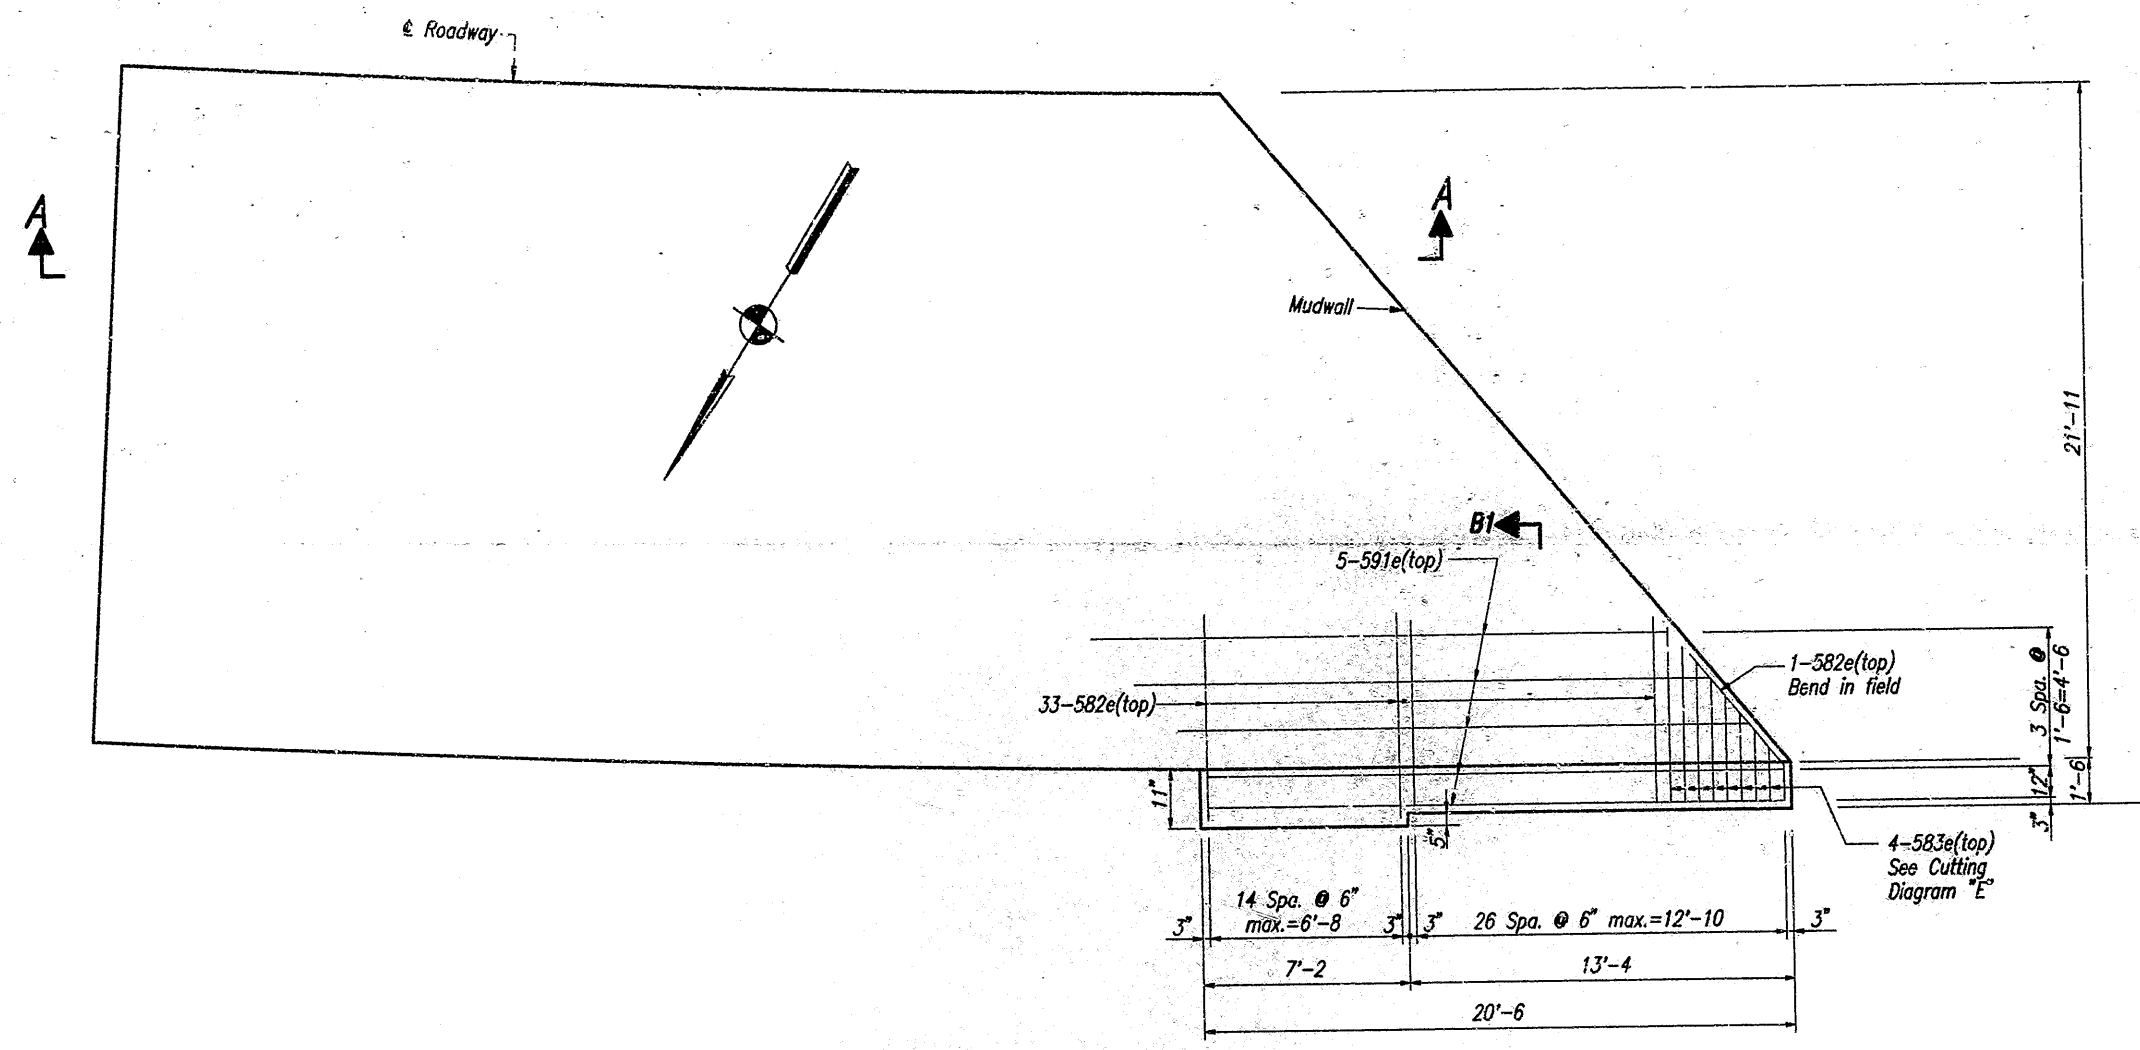 ℄ Roadway
A
A
Mudwall
21'-11
B1
5-591e(top)
1-582e(top)
Bend in field
33-582e(top)
3 Spa. @
1'-6=4'-6
11"
12"
1'-6
3"
5"
4-583e(top)
See Cutting
Diagram "E"
14 Spa. @ 6"
max.=6'-8
3"
3"
3"
26 Spa. @ 6" max.=12'-10
3"
7'-2
13'-4
20'-6